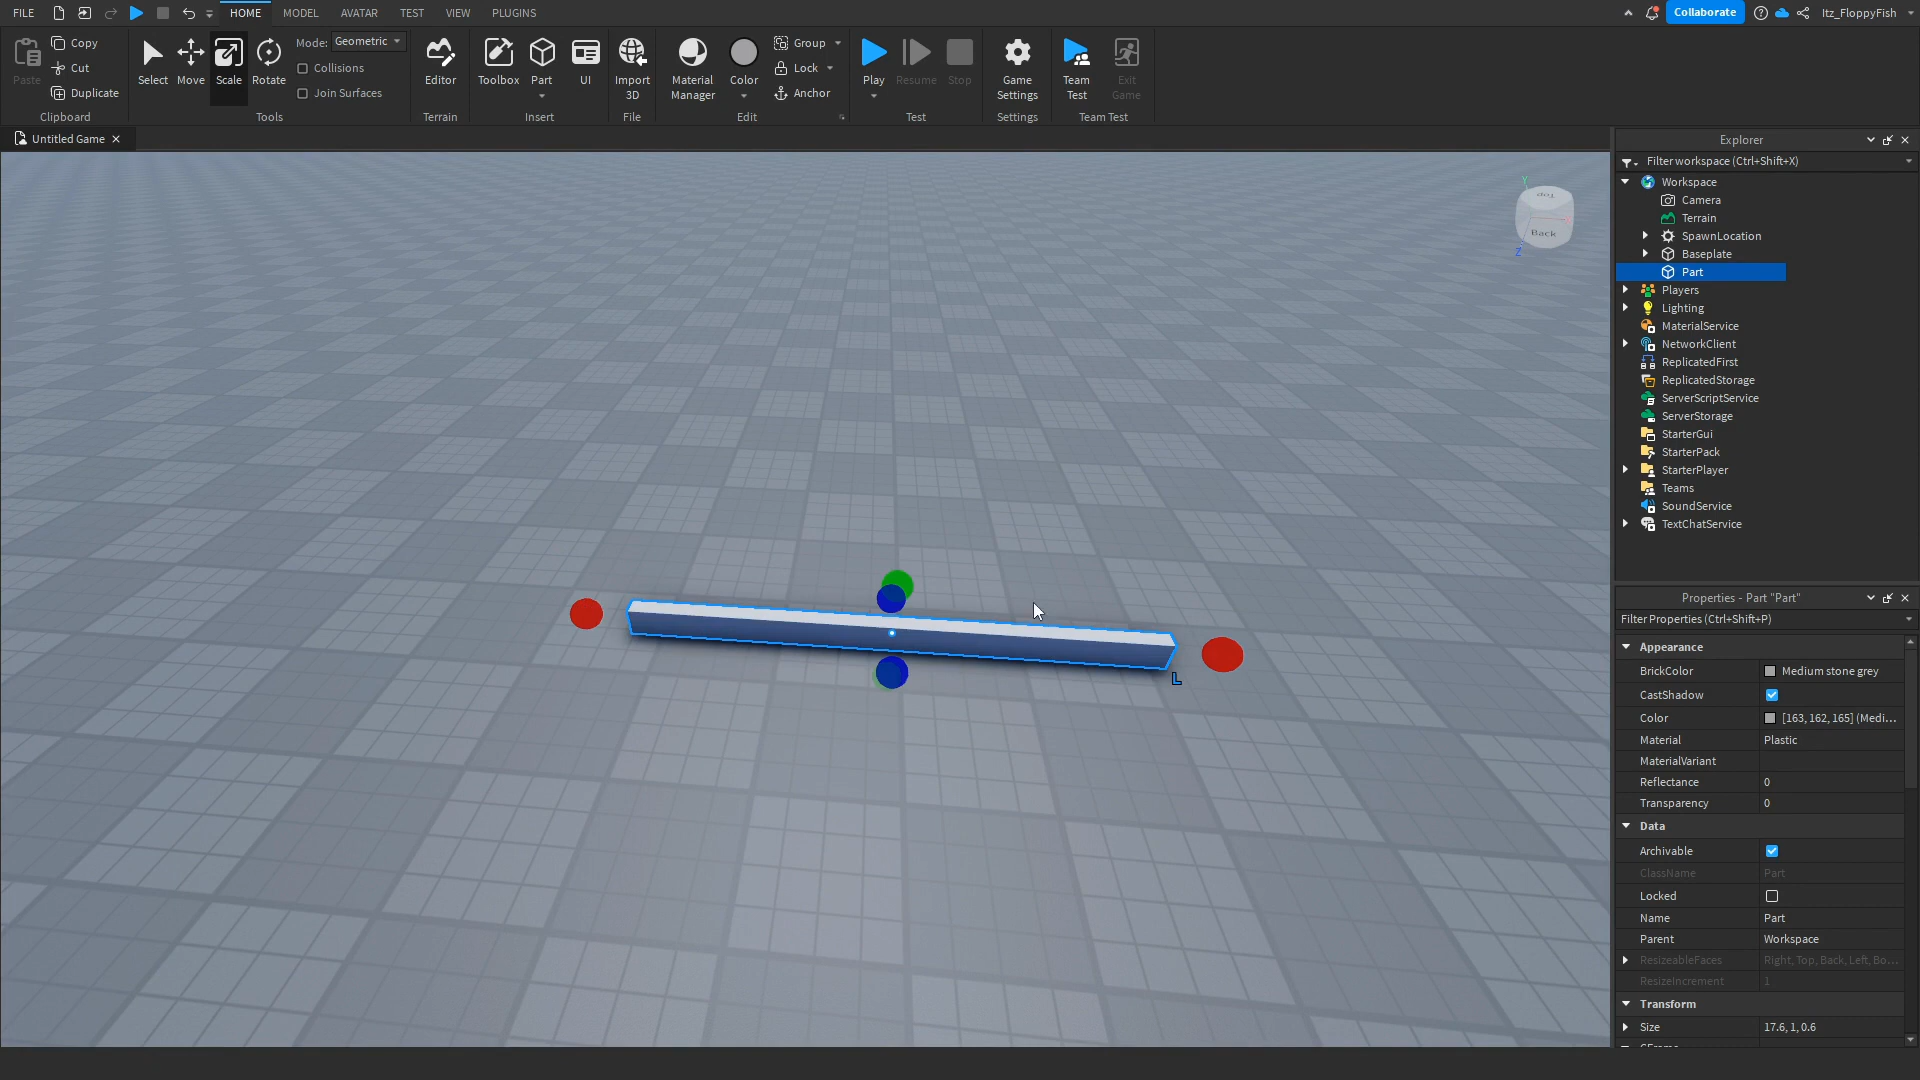 FILE HOME MODEL AVATAR TEST VIEW PLUGINS Collaborate Itz_FloppyFish
Paste Copy Cut Duplicate
Clipboard
Select Move Scale Rotate Mode: Geometric
Collisions
Join Surfaces
Tools
Editor
Terrain
Toolbox Part UI
Insert
Import 3D
File
Material Manager Color Group
Lock
Anchor
Edit
Play Resume Stop
Test
Game Settings
Settings
Team Test Exit Game
Team Test
Untitled Game
Top
Back
Y
Z
L
Explorer
Filter workspace (Ctrl+Shift+X)
Workspace
Camera
Terrain
SpawnLocation
Baseplate
Part
Players
Lighting
MaterialService
NetworkClient
ReplicatedFirst
ReplicatedStorage
ServerScriptService
ServerStorage
StarterGui
StarterPack
StarterPlayer
Teams
SoundService
TextChatService
Properties - Part "Part"
Filter Properties (Ctrl+Shift+P)
Appearance
BrickColor Medium stone grey
CastShadow
Color [163, 162, 165] (Medi...
Material Plastic
MaterialVariant
Reflectance 0
Transparency 0
Data
Archivable
ClassName Part
Locked
Name Part
Parent Workspace
ResizeableFaces Right, Top, Back, Left, Bo...
ResizeIncrement 1
Transform
Size 17.6, 1, 0.6